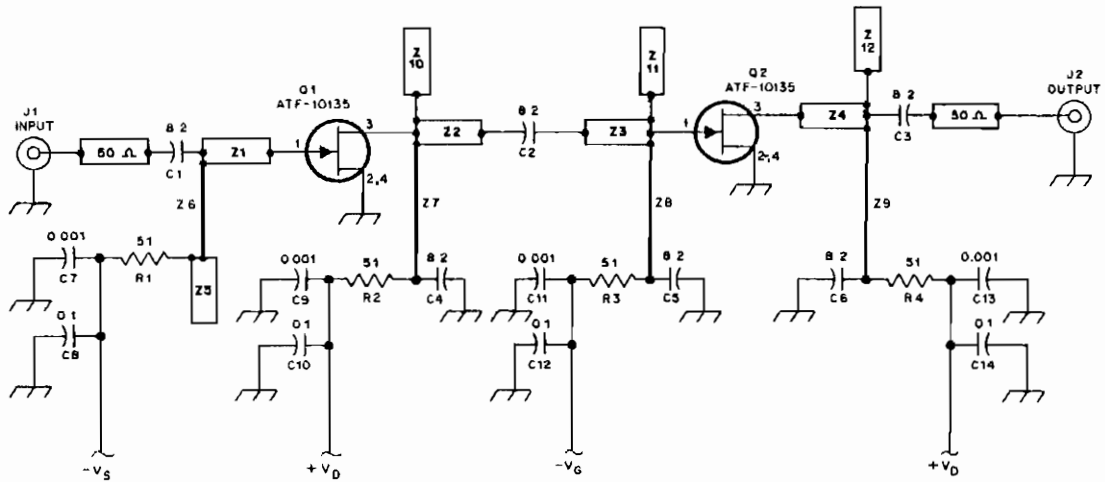 Z
10
Z
11
Z
12
Q1
ATF-10135
Q2
ATF-10135
J1
INPUT
J2
OUTPUT
50 Ω
8 2
C1
Z1
1
3
2,4
Z2
8 2
C2
Z3
1
3
2,4
Z4
8 2
C3
50 Ω
Z6
Z7
Z8
Z9
0 001
C7
51
R1
Z5
0 1
C8
0001
C9
51
R2
8 2
C4
0 1
C10
0001
C11
51
R3
8 2
C5
0 1
C12
8 2
C6
51
R4
0.001
C13
0 1
C14
-VS
+VD
-VG
+VD